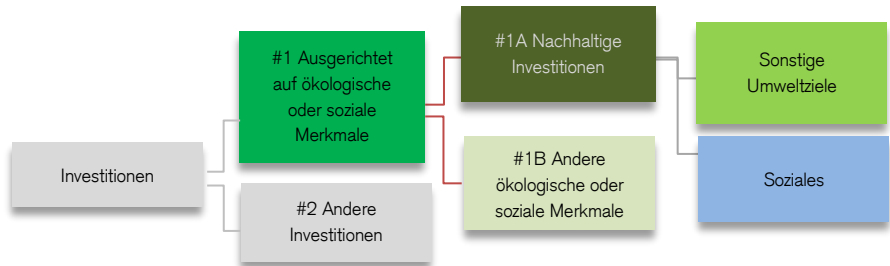 Investitionen
#1 Ausgerichtet
auf ökologische
oder soziale
Merkmale
#2 Andere
Investitionen
#1A Nachhaltige
Investitionen
#1B Andere
ökologische oder
soziale Merkmale
Sonstige
Umweltziele
Soziales